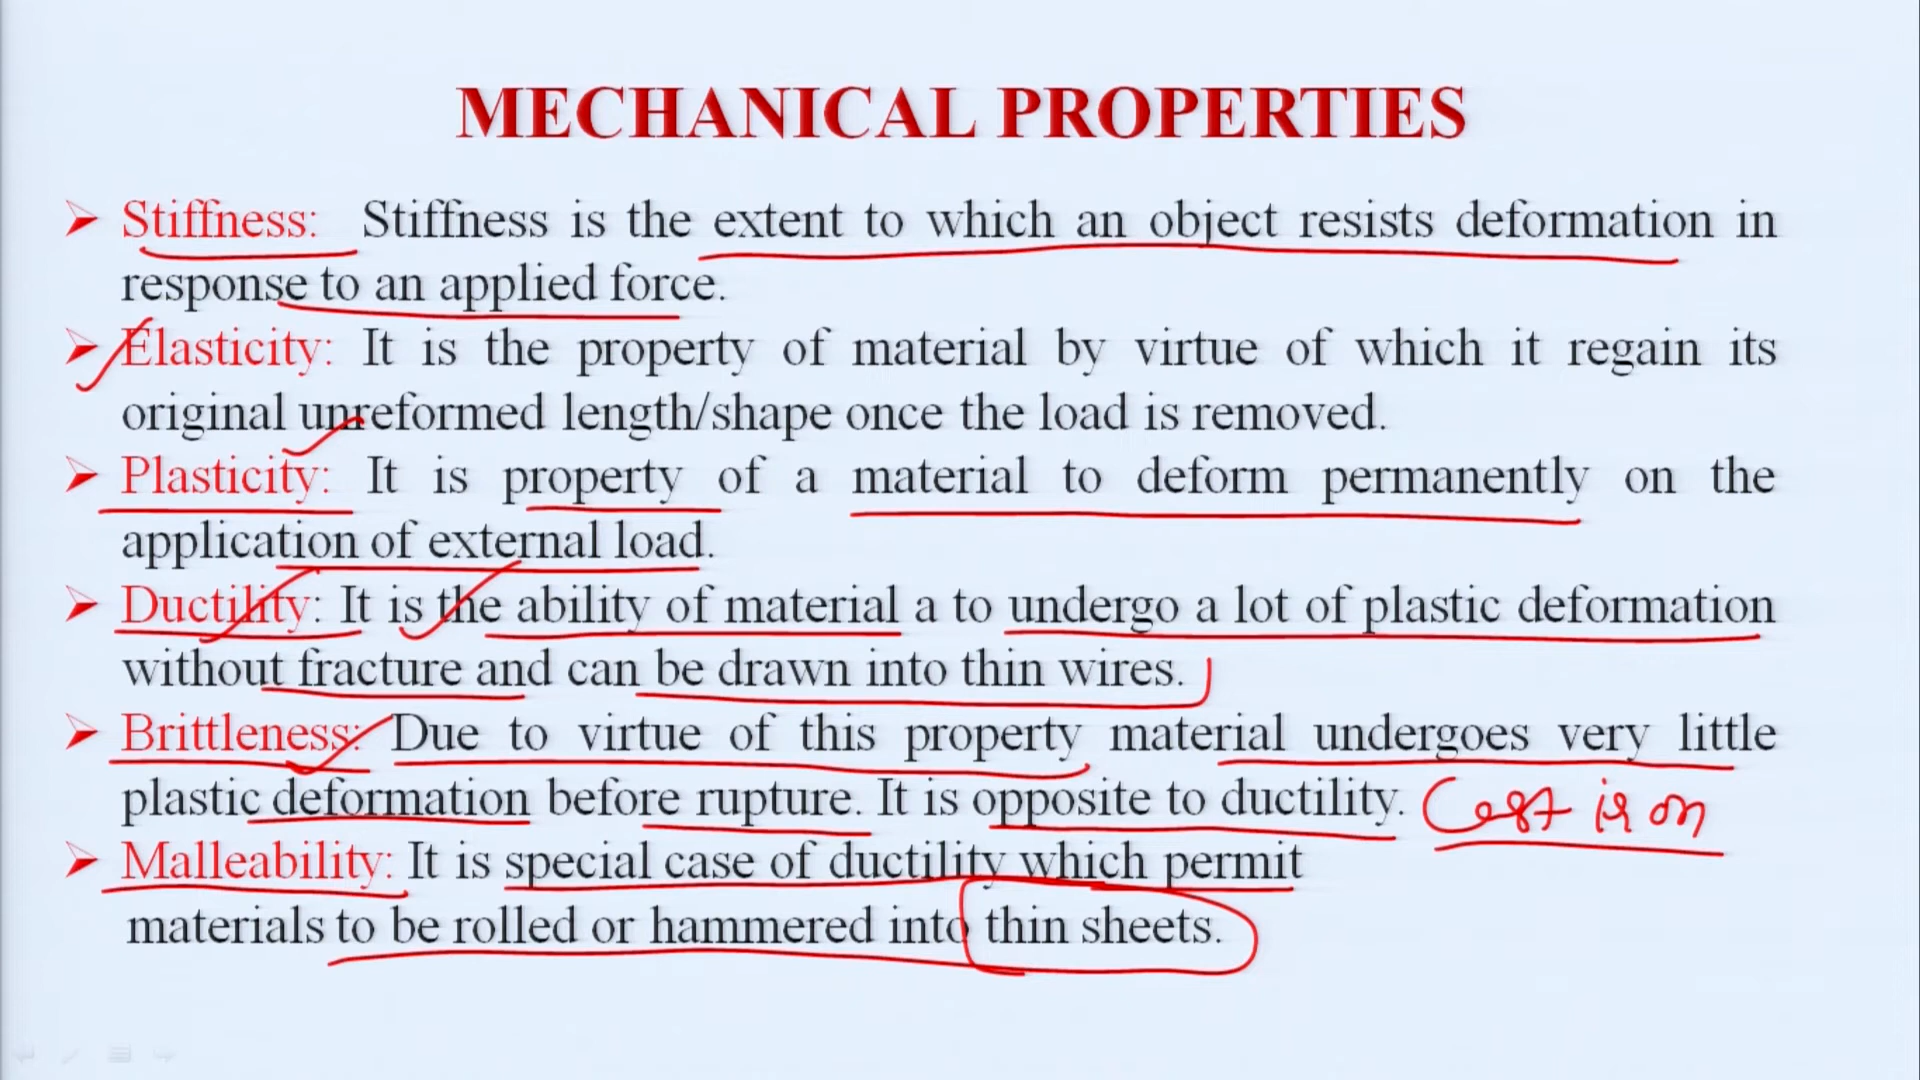 MECHANICAL PROPERTIES
➤ Stiffness: Stiffness is the extent to which an object resists deformation in
response to an applied force.
➤ Elasticity: It is the property of material by virtue of which it regain its
original unreformed length/shape once the load is removed.
➤ Plasticity: It is property of a material to deform permanently on the
application of external load.
➤ Ductility: It is the ability of material a to undergo a lot of plastic deformation
without fracture and can be drawn into thin wires.
➤ Brittleness: Due to virtue of this property material undergoes very little
plastic deformation before rupture. It is opposite to ductility. Cast iron
➤ Malleability: It is special case of ductility which permit
materials to be rolled or hammered into thin sheets.